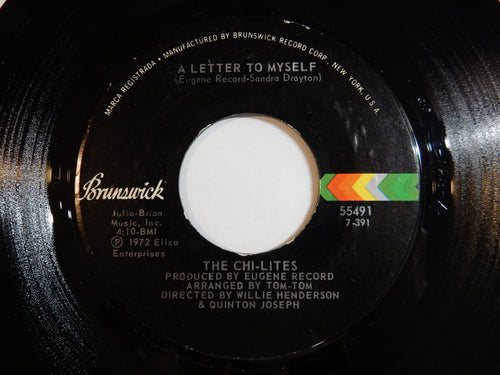 MARCA REGISTRADA • MANUFACTURED BY BRUNSWICK RECORD CORP. • NEW YORK, U.S.A.
A LETTER TO MYSELF
(Eugene Record-Sandra Drayton)
Brunswick
Julio-Brian
Music, Inc.
4:10-BMI
Ⓟ 1972 Eliza
Enterprises
55491
7-391
THE CHI-LITES
PRODUCED BY EUGENE RECORD
ARRANGED BY TOM-TOM
DIRECTED BY WILLIE HENDERSON
& QUINTON JOSEPH